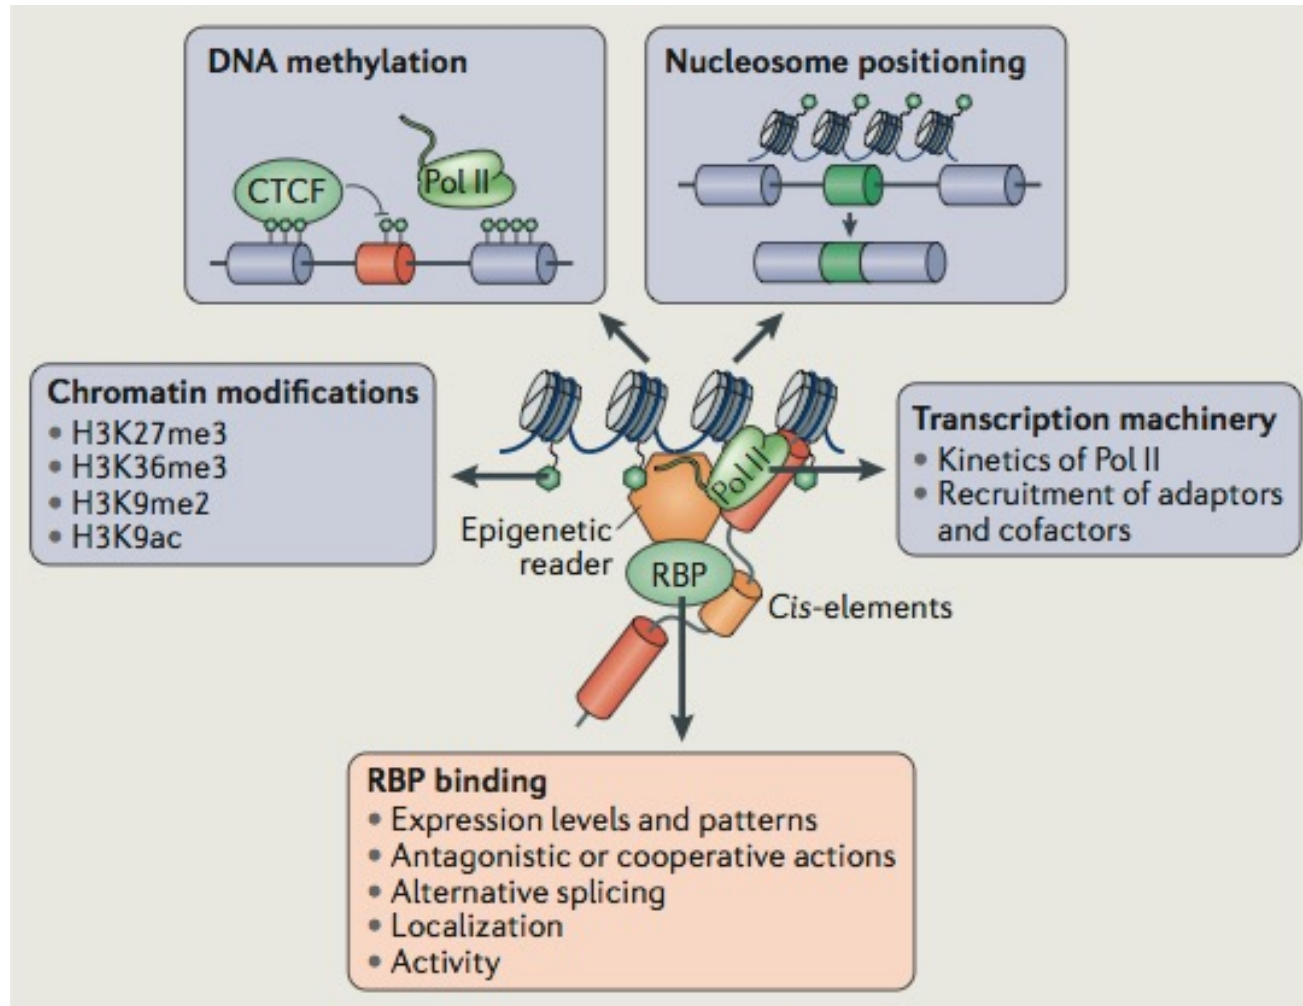 DNA methylation
CTCF
Pol II
Nucleosome positioning
Chromatin modifications
• H3K27me3
• H3K36me3
• H3K9me2
• H3K9ac
Epigenetic
reader
Pol II
RBP
Cis-elements
Transcription machinery
• Kinetics of Pol II
• Recruitment of adaptors
and cofactors
RBP binding
• Expression levels and patterns
• Antagonistic or cooperative actions
• Alternative splicing
• Localization
• Activity